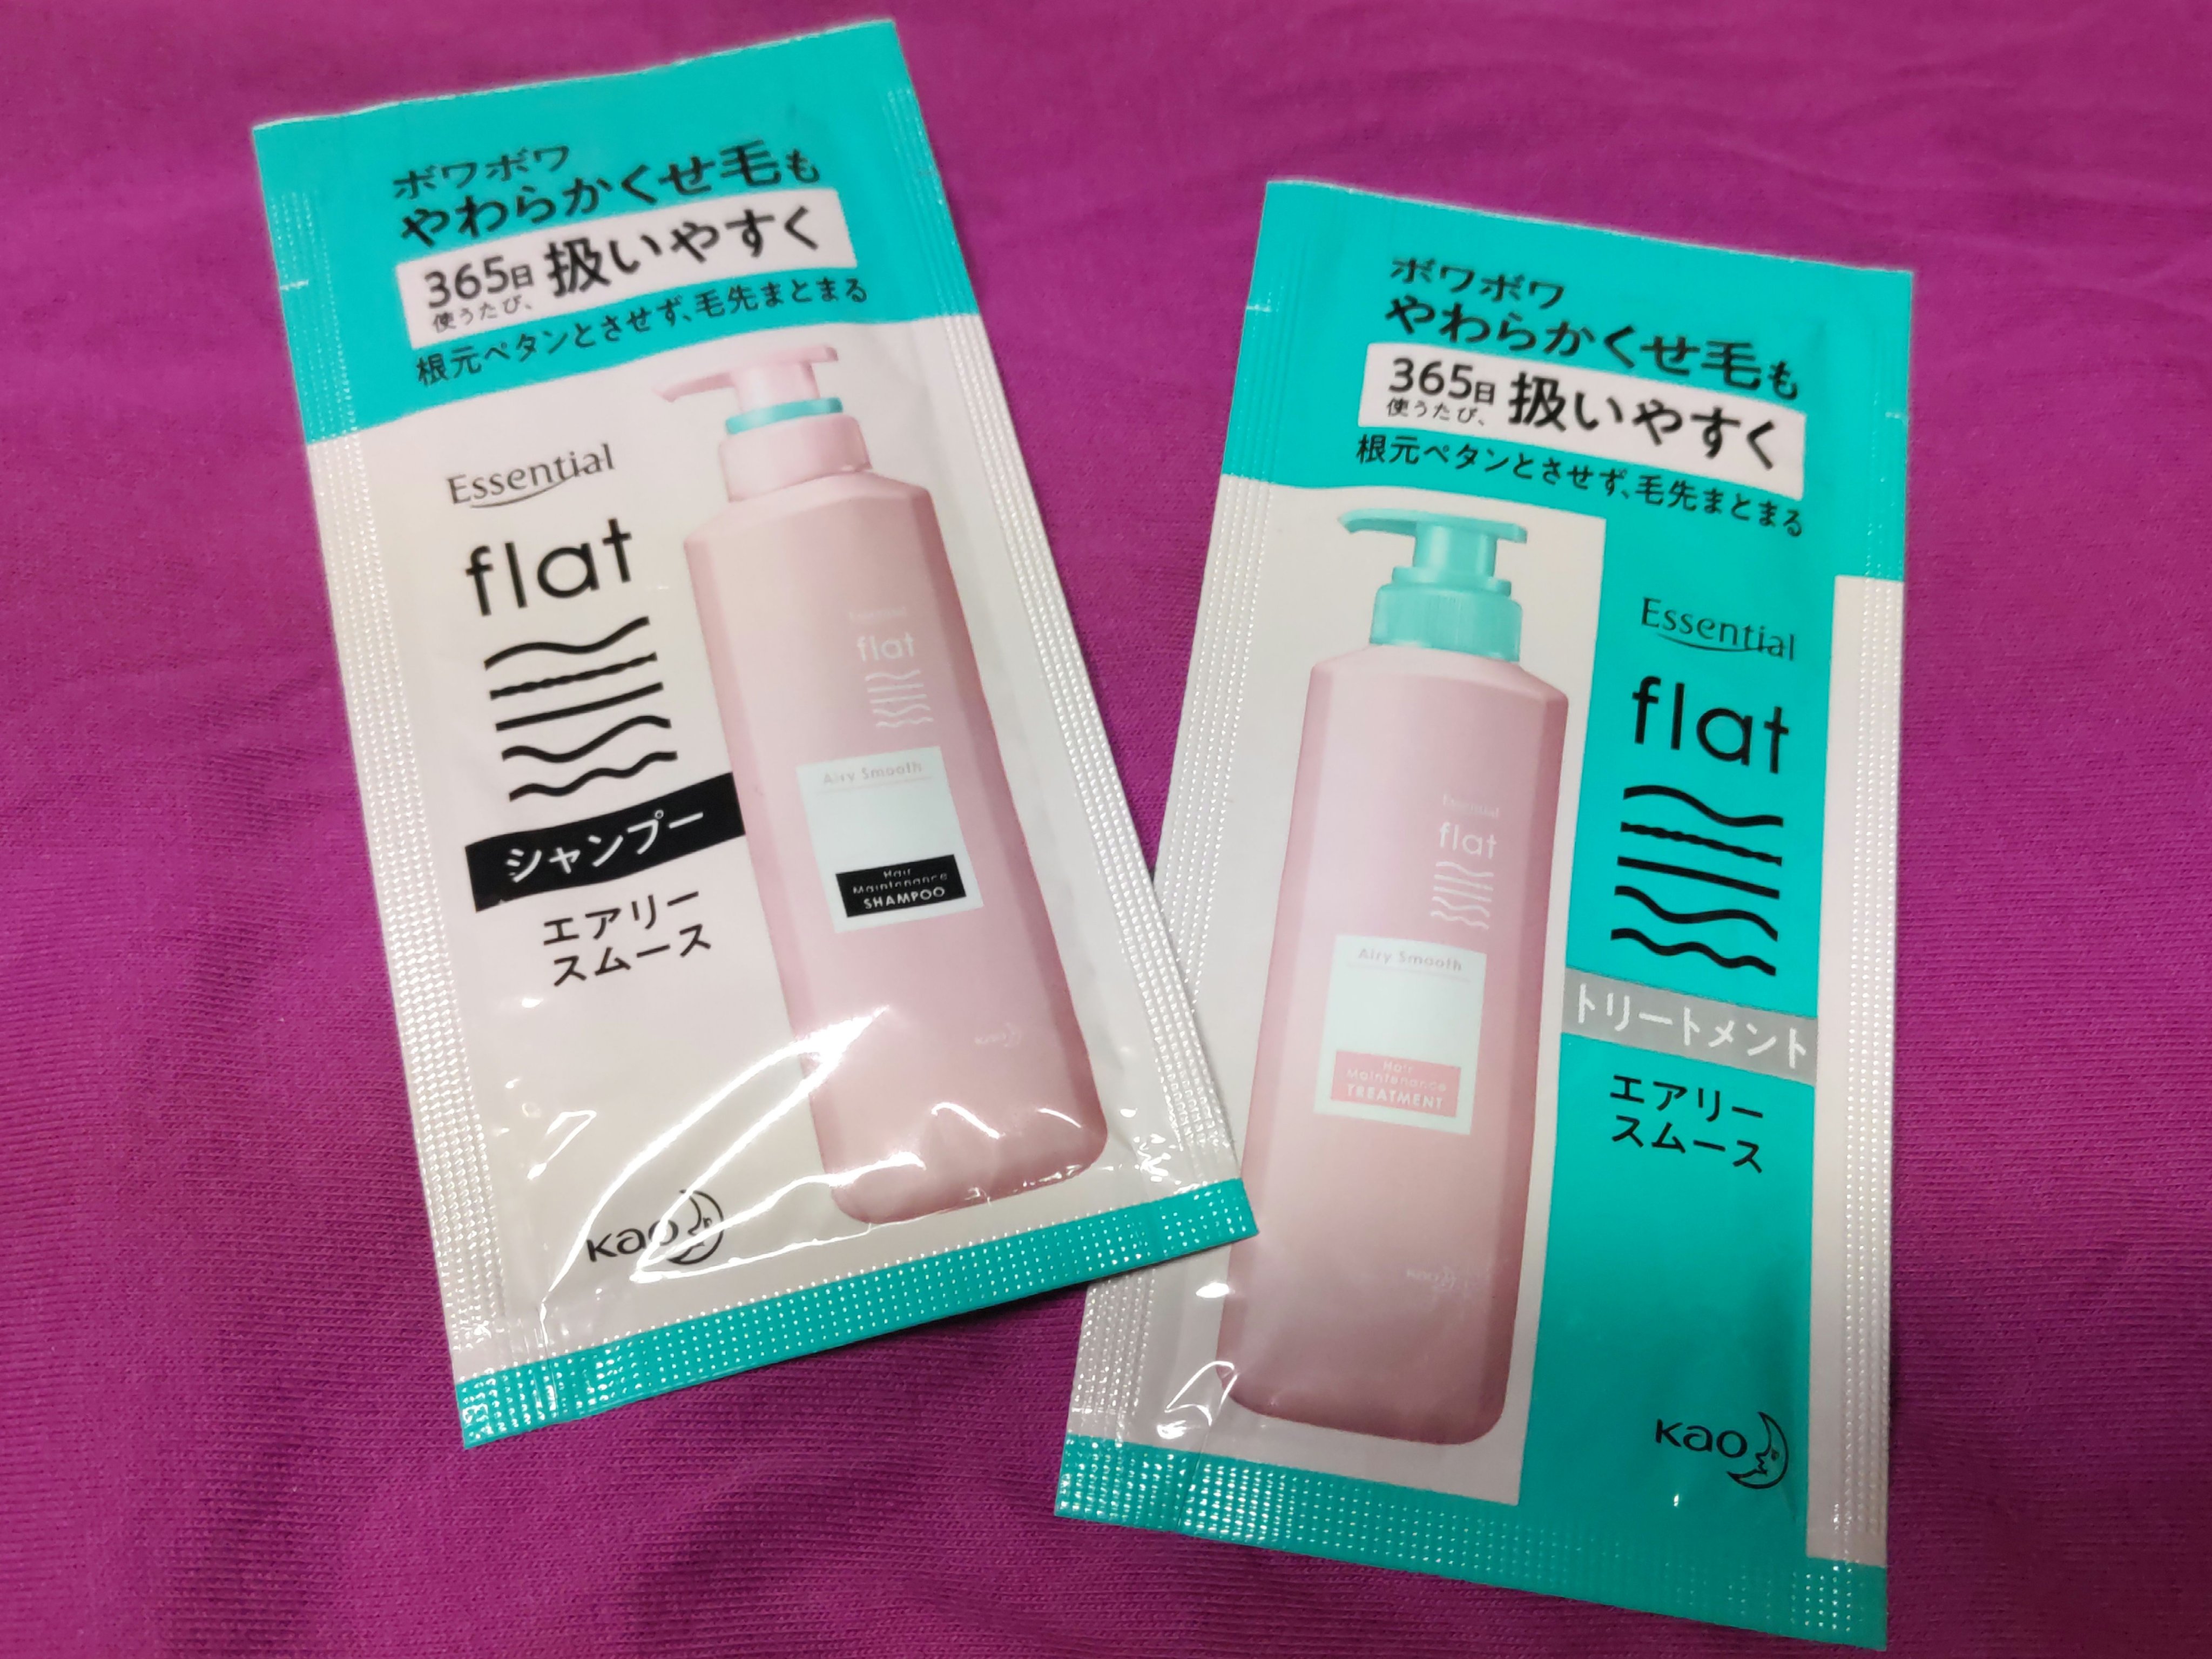 ボワボワ
やわらかくせ毛も
365日
使うたび、
扱いやすく
根元ペタンとさせず、毛先まとまる
Essential
flat
シャンプー
エアリー
スムース
Essential
flat
Airy Smooth
Hair
Maintenance
SHAMPOO
Kao
Kao
ボワボワ
やわらかくせ毛も
365日
使うたび、
扱いやすく
根元ペタンとさせず、毛先まとまる
Essential
flat
トリートメント
エアリー
スムース
Essential
flat
Airy Smooth
Hair
Maintenance
TREATMENT
Kao
Kao